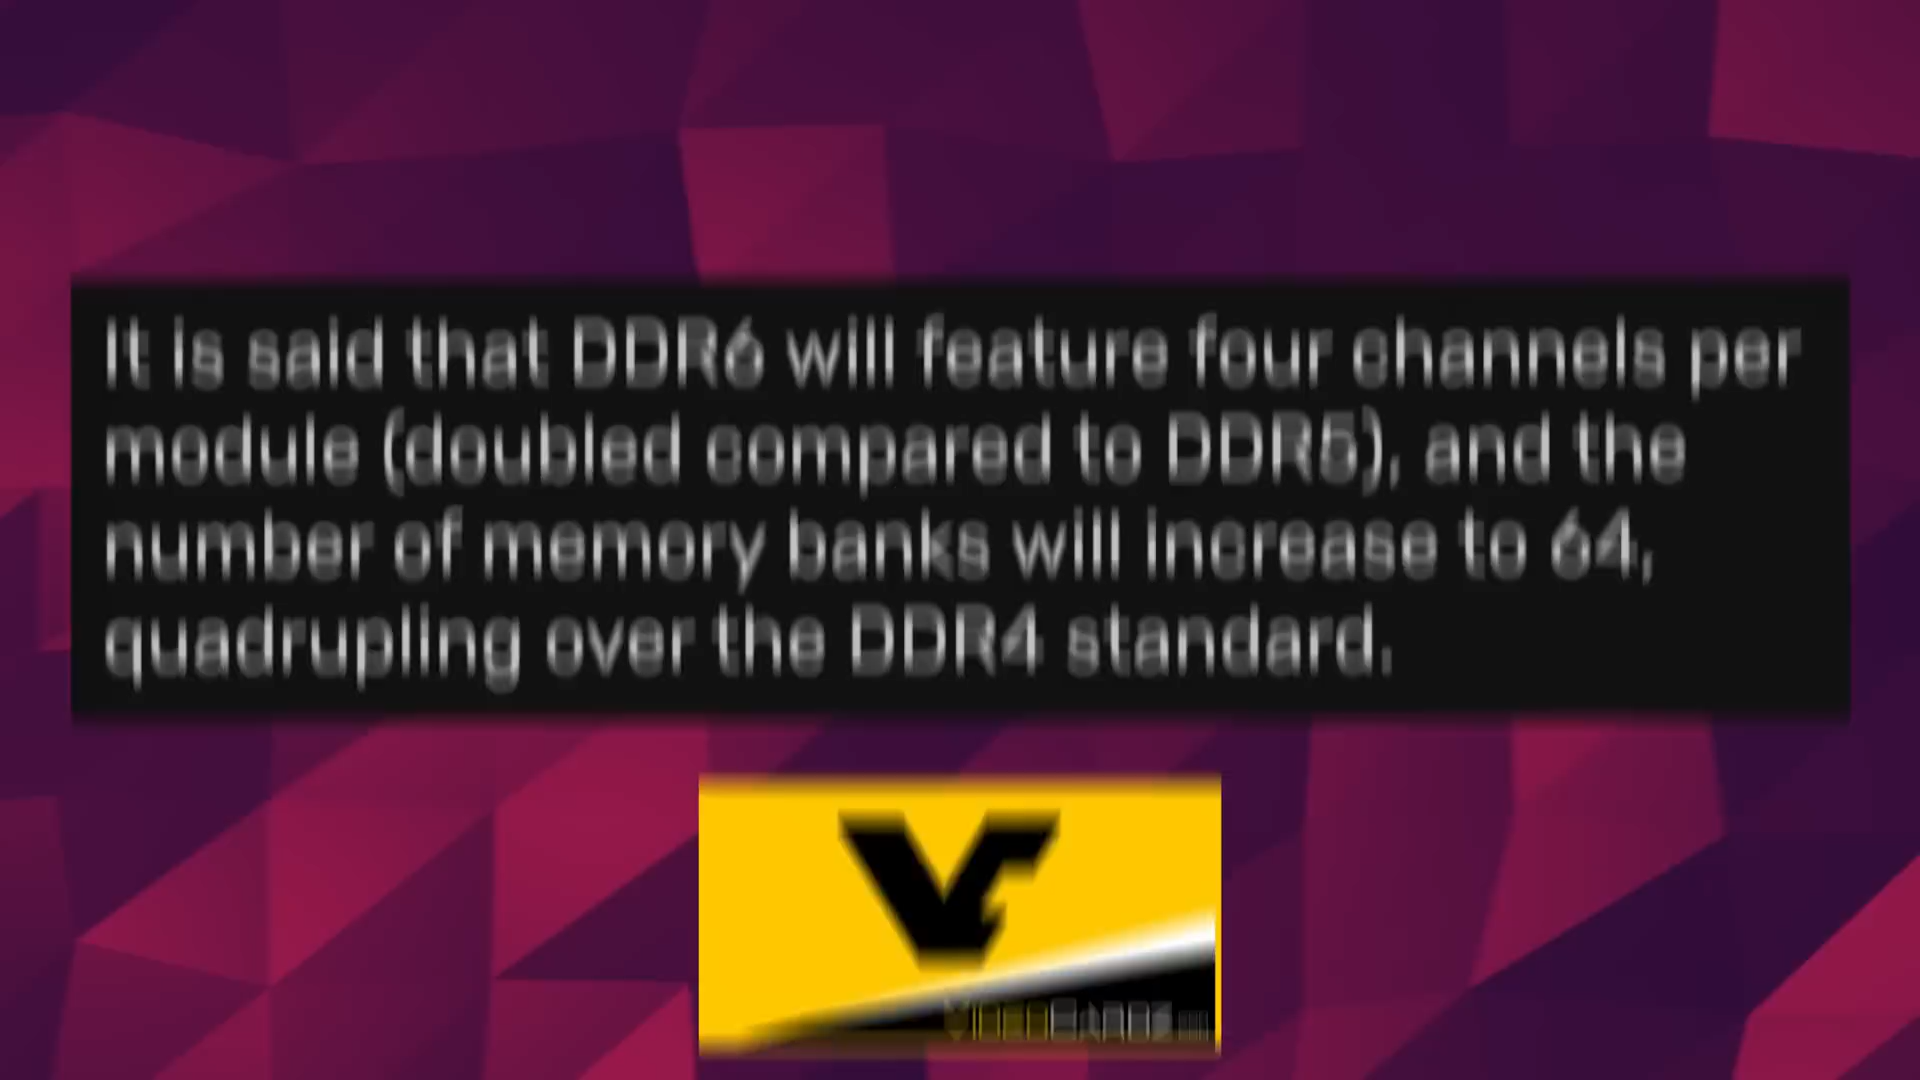 It is said that DDR6 will feature four channels per
module (doubled compared to DDR5), and the
number of memory banks will increase to 64,
quadrupling over the DDR4 standard.
VIDEOCARDZ